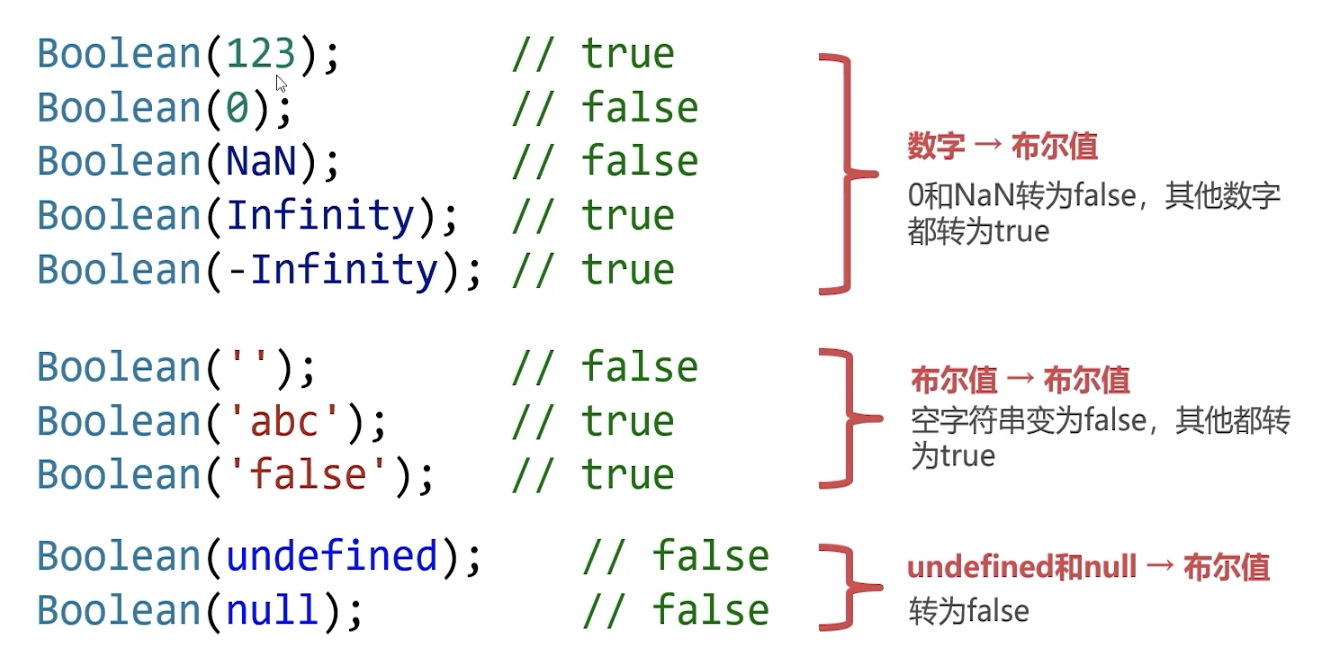 Boolean(123); // true
Boolean(0); // false
Boolean(NaN); // false
Boolean(Infinity); // true
Boolean(-Infinity); // true
数字 → 布尔值
0和NaN转为false，其他数字
都转为true
Boolean(''); // false
Boolean('abc'); // true
Boolean('false'); // true
布尔值 → 布尔值
空字符串变为false，其他都转
为true
Boolean(undefined); // false
Boolean(null); // false
undefined和null → 布尔值
转为false